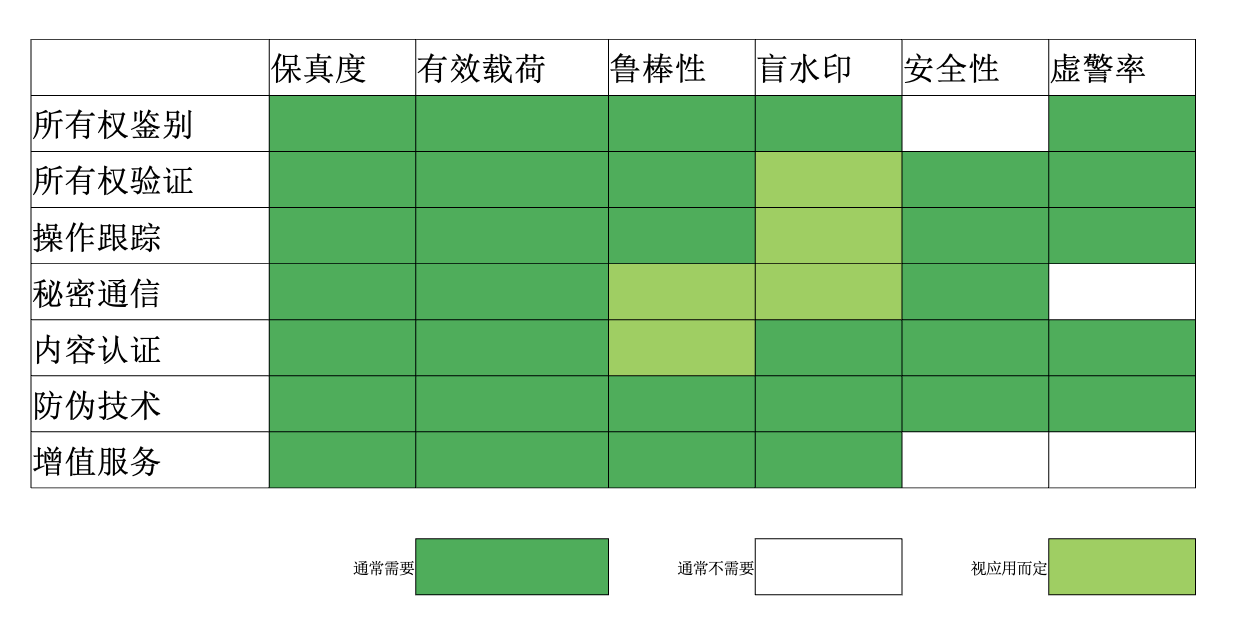 保真度 有效载荷 鲁棒性 盲水印 安全性 虚警率
所有权鉴别
所有权验证
操作跟踪
秘密通信
内容认证
防伪技术
增值服务
通常需要 通常不需要 视应用而定